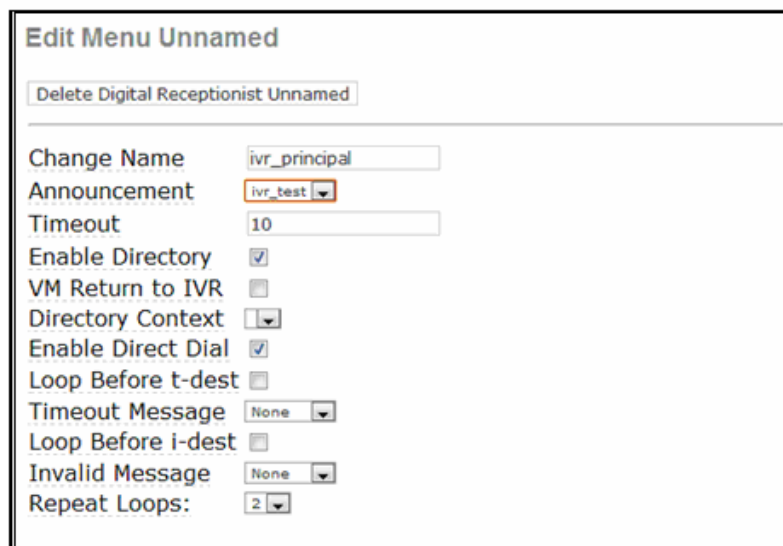 Edit Menu Unnamed
Delete Digital Receptionist Unnamed
Change Name ivr_principal
Announcement ivr_test
Timeout 10
Enable Directory
VM Return to IVR
Directory Context
Enable Direct Dial
Loop Before t-dest
Timeout Message None
Loop Before i-dest
Invalid Message None
Repeat Loops: 2